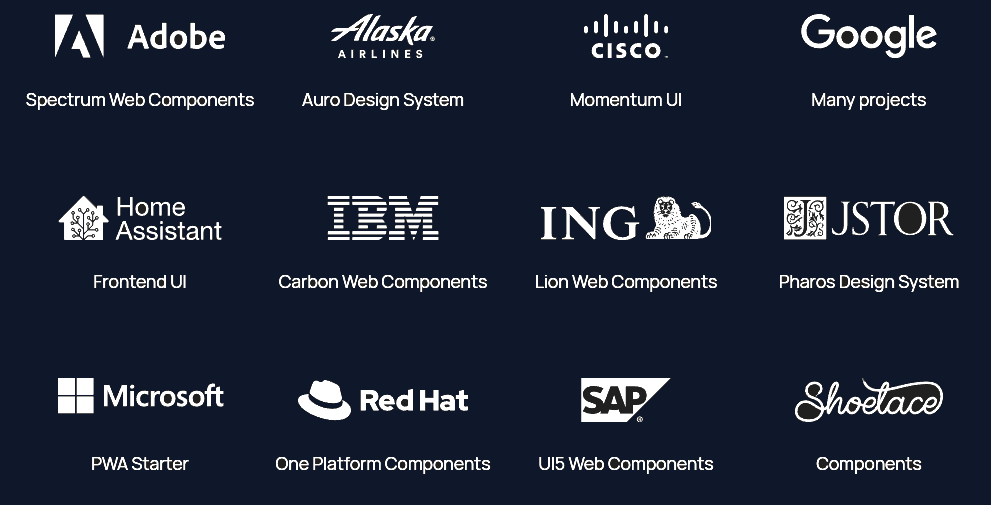 Adobe
Alaska
AIRLINES
CISCO
Google
Spectrum Web Components
Auro Design System
Momentum UI
Many projects
Home
Assistant
IBM
ING
JSTOR
Frontend UI
Carbon Web Components
Lion Web Components
Pharos Design System
Microsoft
Red Hat
SAP
Shoelace
PWA Starter
One Platform Components
UI5 Web Components
Components